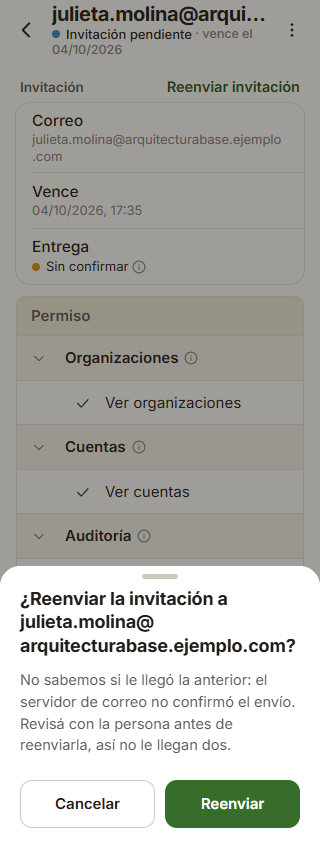 julieta.molina@arqui...
Invitación pendiente · vence el
04/10/2026
Invitación
Reenviar invitación
Correo
julieta.molina@arquitecturabase.ejemplo
.com
Vence
04/10/2026, 17:35
Entrega
Sin confirmar
Permiso
Organizaciones
Ver organizaciones
Cuentas
Ver cuentas
Auditoría
¿Reenviar la invitación a
julieta.molina@
arquitecturabase.ejemplo.com?
No sabemos si le llegó la anterior: el
servidor de correo no confirmó el envío.
Revisá con la persona antes de
reenviarla, así no le llegan dos.
Cancelar
Reenviar